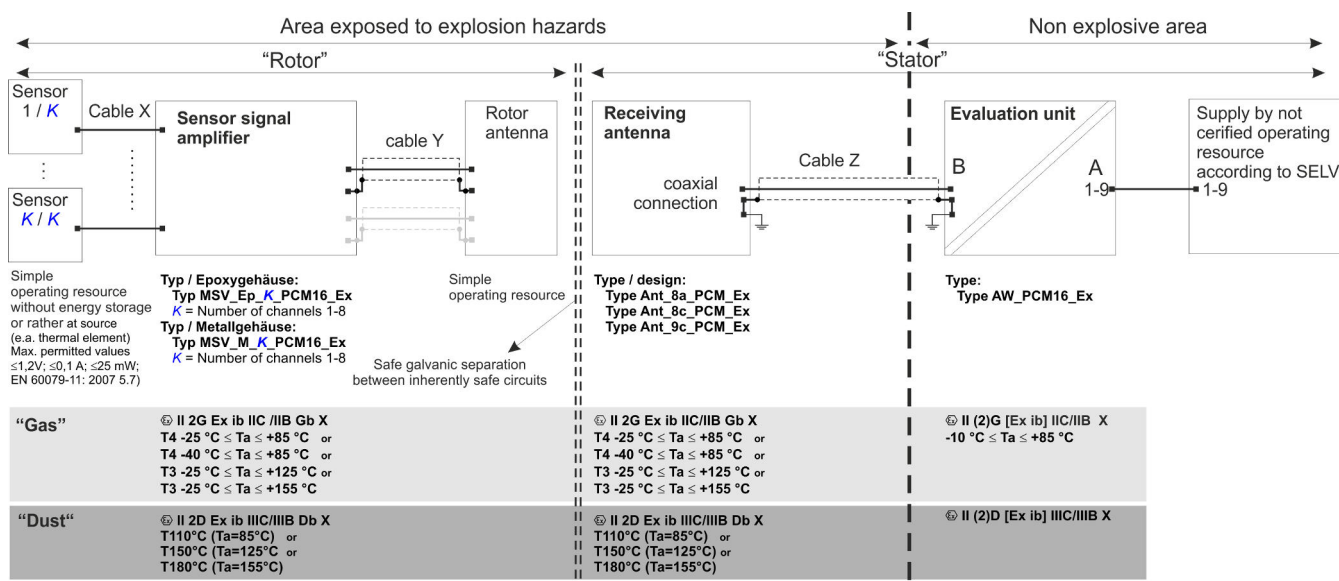 Area exposed to explosion hazards
Non explosive area
“Rotor”
“Stator”
Sensor
1 / K
Cable X
Sensor signal
amplifier
cable Y
Rotor
antenna
Receiving
antenna
Cable Z
coaxial
connection
Evaluation unit
B
A
1-9
Supply by not
cerified operating
resource
according to SELV
1-9
Sensor
K / K
Simple
operating resource
without energy storage
or rather at source
(e.a. thermal element)
Max. permitted values
≤1,2V; ≤0,1 A; ≤25 mW;
EN 60079-11: 2007 5.7)
Typ / Epoxygehäuse:
Typ MSV_Ep_K_PCM16_Ex
K = Number of channels 1-8
Typ / Metallgehäuse:
Typ MSV_M_K_PCM16_Ex
K = Number of channels 1-8
Simple
operating resource
Safe galvanic separation
between inherently safe circuits
Type / design:
Type Ant_8a_PCM_Ex
Type Ant_8c_PCM_Ex
Type Ant_9c_PCM_Ex
Type:
Type AW_PCM16_Ex
“Gas”
Ex II 2G Ex ib IIC /IIB Gb X
T4 -25 °C ≤ Ta ≤ +85 °C or
T4 -40 °C ≤ Ta ≤ +85 °C or
T3 -25 °C ≤ Ta ≤ +125 °C or
T3 -25 °C ≤ Ta ≤ +155 °C
Ex II 2G Ex ib IIC /IIB Gb X
T4 -25 °C ≤ Ta ≤ +85 °C or
T4 -40 °C ≤ Ta ≤ +85 °C or
T3 -25 °C ≤ Ta ≤ +125 °C or
T3 -25 °C ≤ Ta ≤ +155 °C
Ex II (2)G [Ex ib] IIC/IIB X
-10 °C ≤ Ta ≤ +85 °C
“Dust“
Ex II 2D Ex ib IIIC/IIIB Db X
T110°C (Ta=85°C) or
T150°C (Ta=125°C) or
T180°C (Ta=155°C)
Ex II 2D Ex ib IIIC/IIIB Db X
T110°C (Ta=85°C) or
T150°C (Ta=125°C) or
T180°C (Ta=155°C)
Ex II (2)D [Ex ib] IIIC/IIIB X